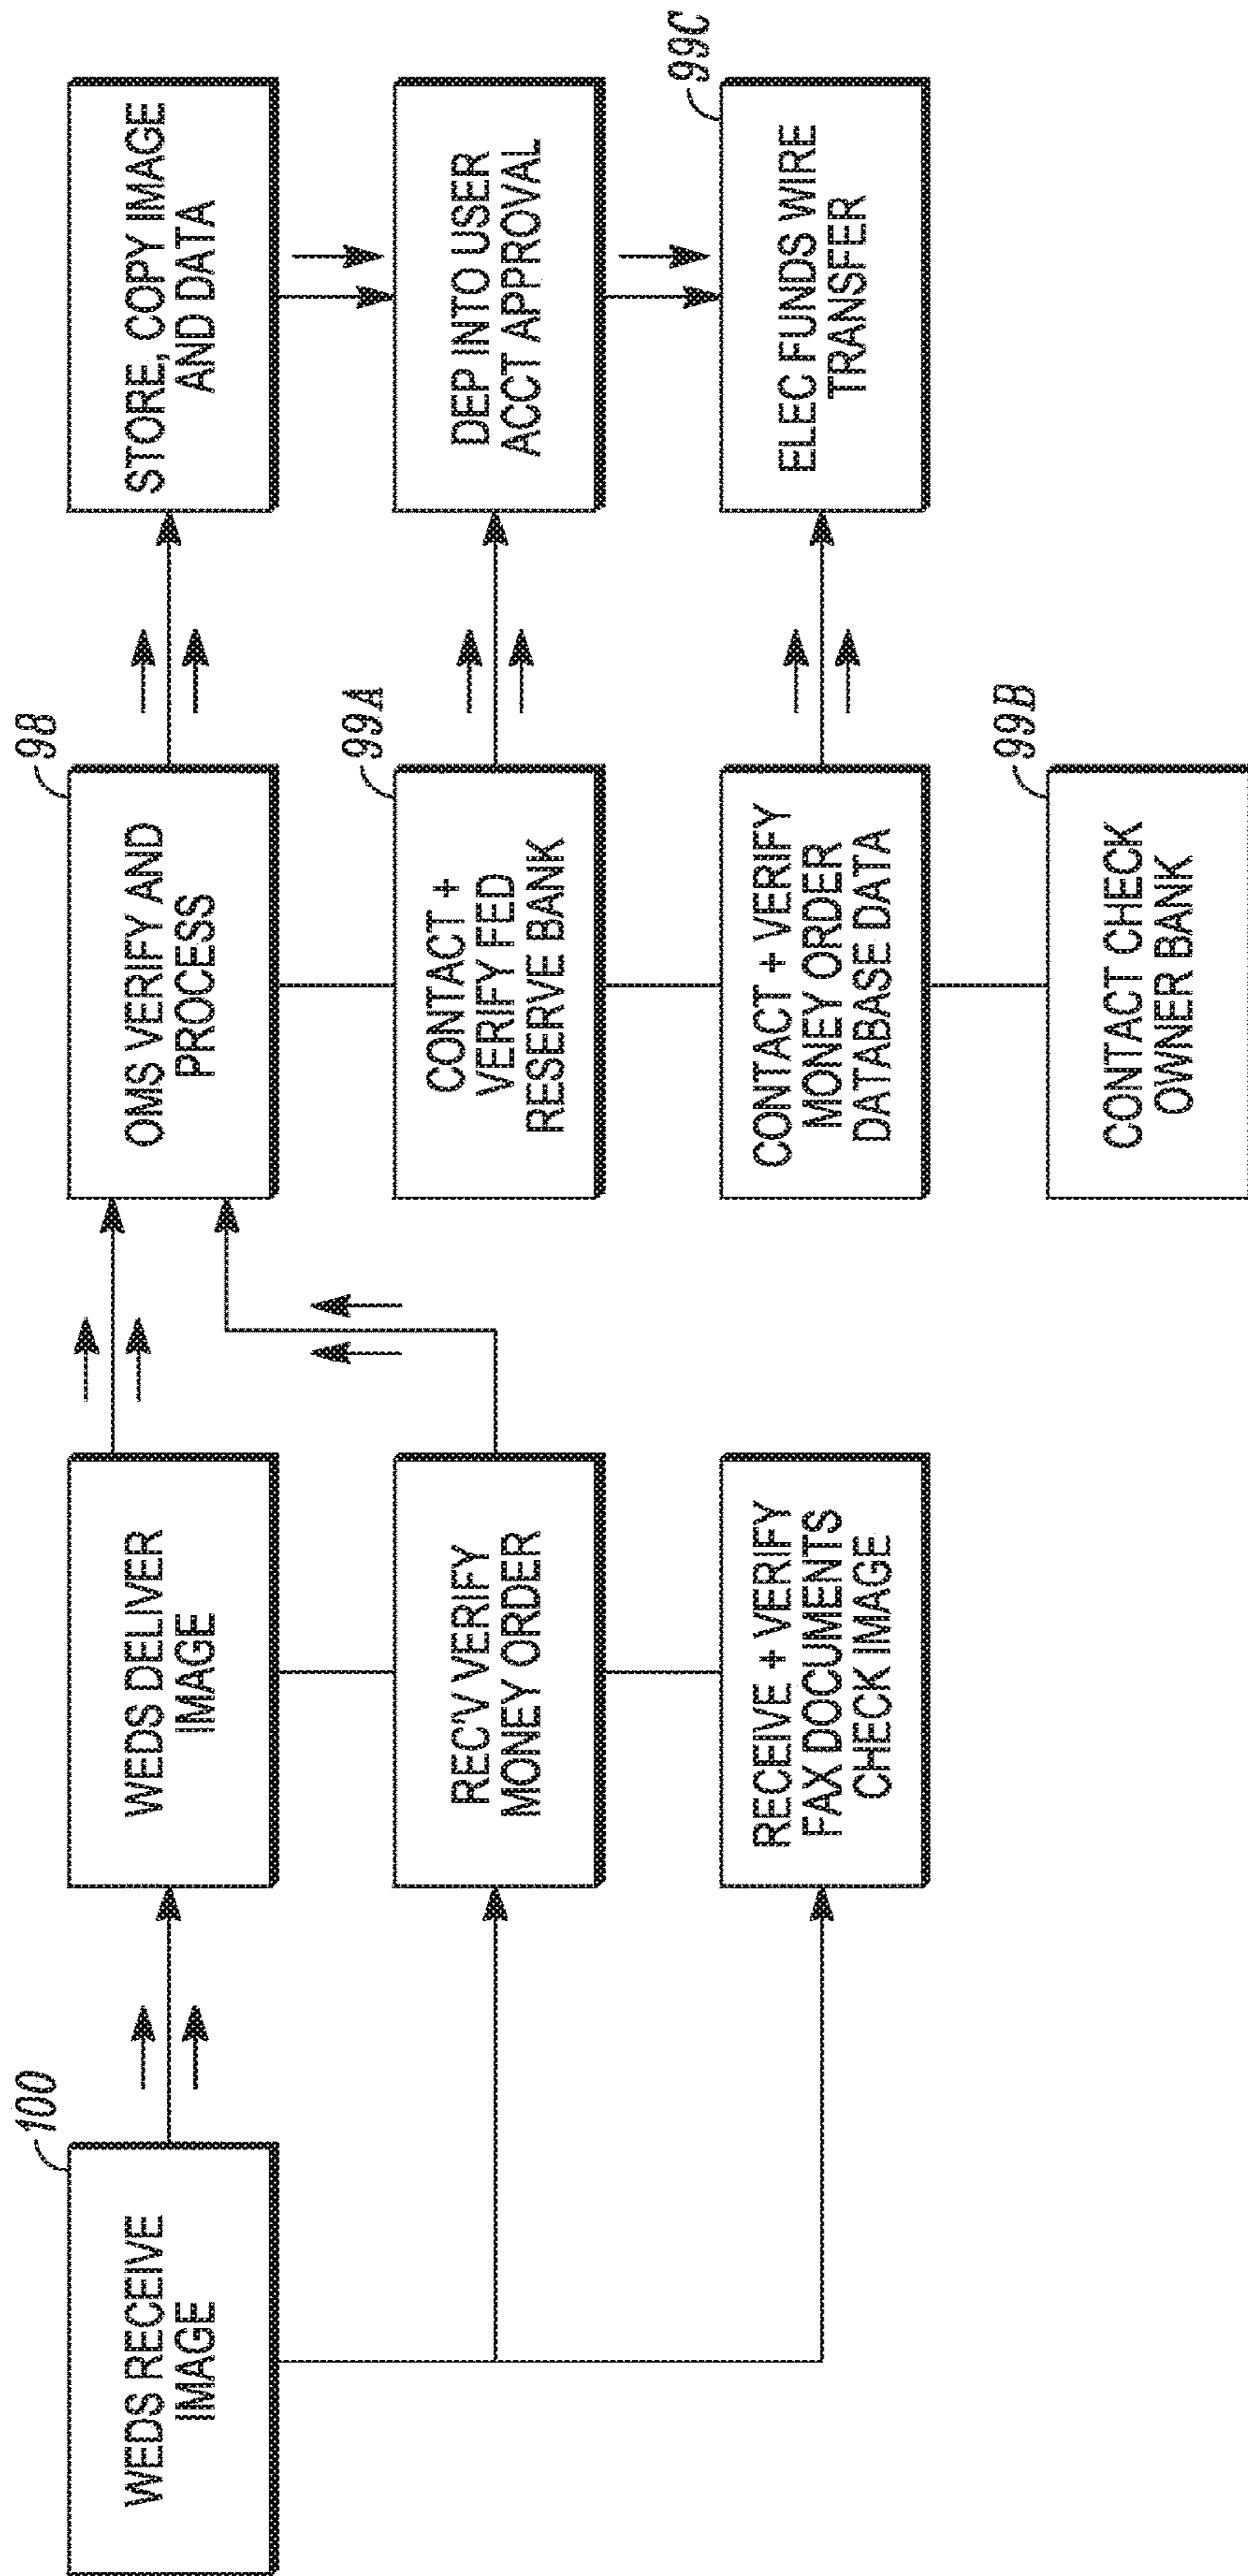 100
WEDS RECEIVE
IMAGE
WEDS DELIVER
IMAGE
REC'V VERIFY
MONEY ORDER
RECEIVE + VERIFY
FAX DOCUMENTS
CHECK IMAGE
98
OMS VERIFY AND
PROCESS
99A
CONTACT +
VERIFY FED
RESERVE BANK
CONTACT + VERIFY
MONEY ORDER
DATABASE DATA
99B
CONTACT CHECK
OWNER BANK
STORE, COPY IMAGE
AND DATA
DEP INTO USER
ACCT APPROVAL
99C
ELEC FUNDS WIRE
TRANSFER